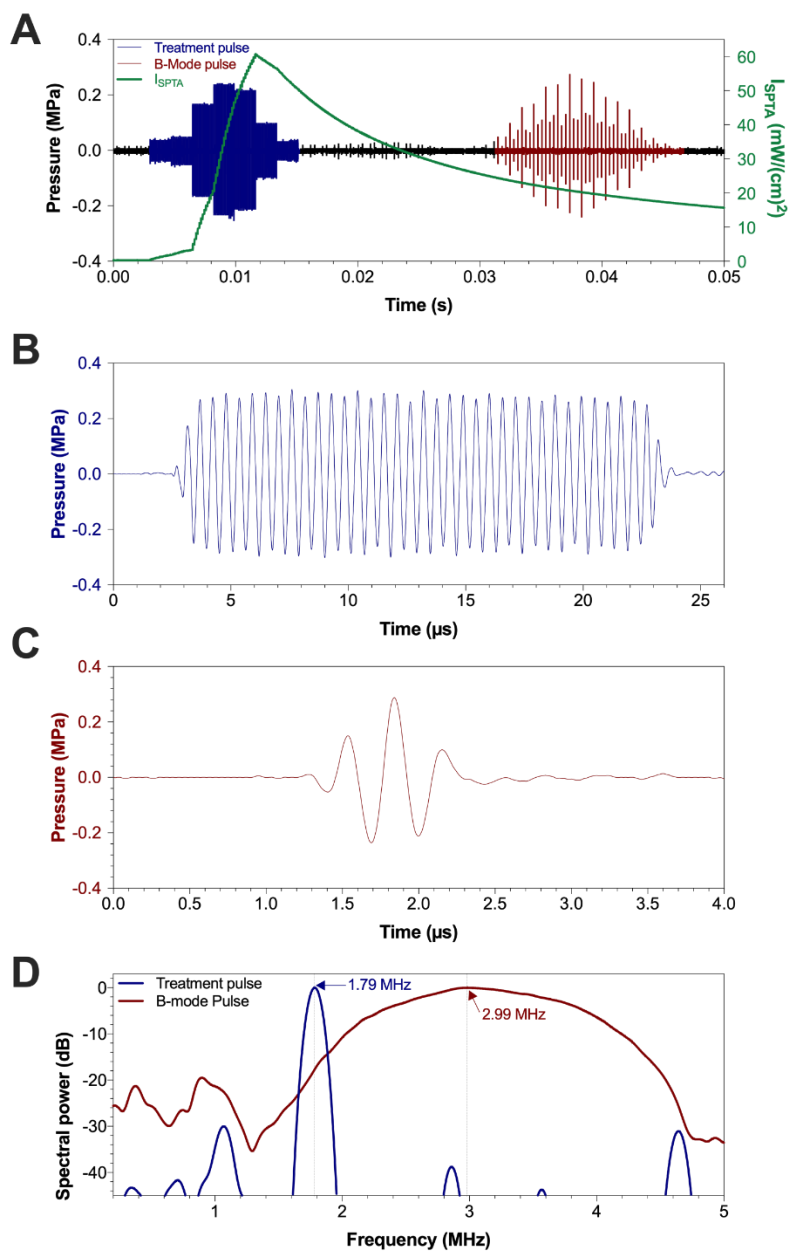 A
Treatment pulse
B-Mode pulse
I_SPTA
Pressure (MPa)
0.4
0.2
0.0
-0.2
-0.4
60
50
40
30
20
10
0
I_SPTA (mW/(cm)²)
0.00 0.01 0.02 0.03 0.04 0.05
Time (s)
B
Pressure (MPa)
0.4
0.2
0.0
-0.2
-0.4
0 5 10 15 20 25
Time (µs)
C
Pressure (MPa)
0.4
0.2
0.0
-0.2
-0.4
0.0 0.5 1.0 1.5 2.0 2.5 3.0 3.5 4.0
Time (µs)
D
Treatment pulse
B-mode Pulse
1.79 MHz
2.99 MHz
Spectral power (dB)
0
-10
-20
-30
-40
1 2 3 4 5
Frequency (MHz)